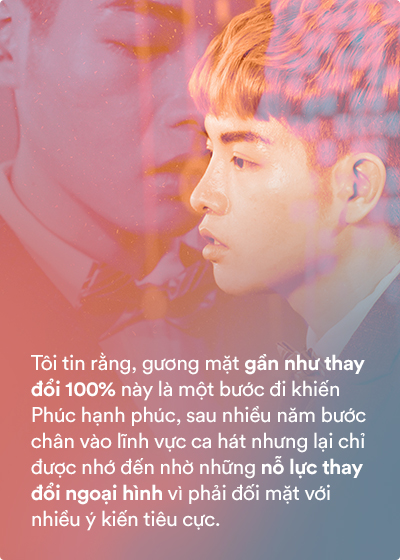 Tôi tin rằng, gương mặt gần như thay
đổi 100% này là một bước đi khiến
Phúc hạnh phúc, sau nhiều năm bước
chân vào lĩnh vực ca hát nhưng lại chỉ
được nhớ đến nhờ những nỗ lực thay
đổi ngoại hình vì phải đối mặt với
nhiều ý kiến tiêu cực.